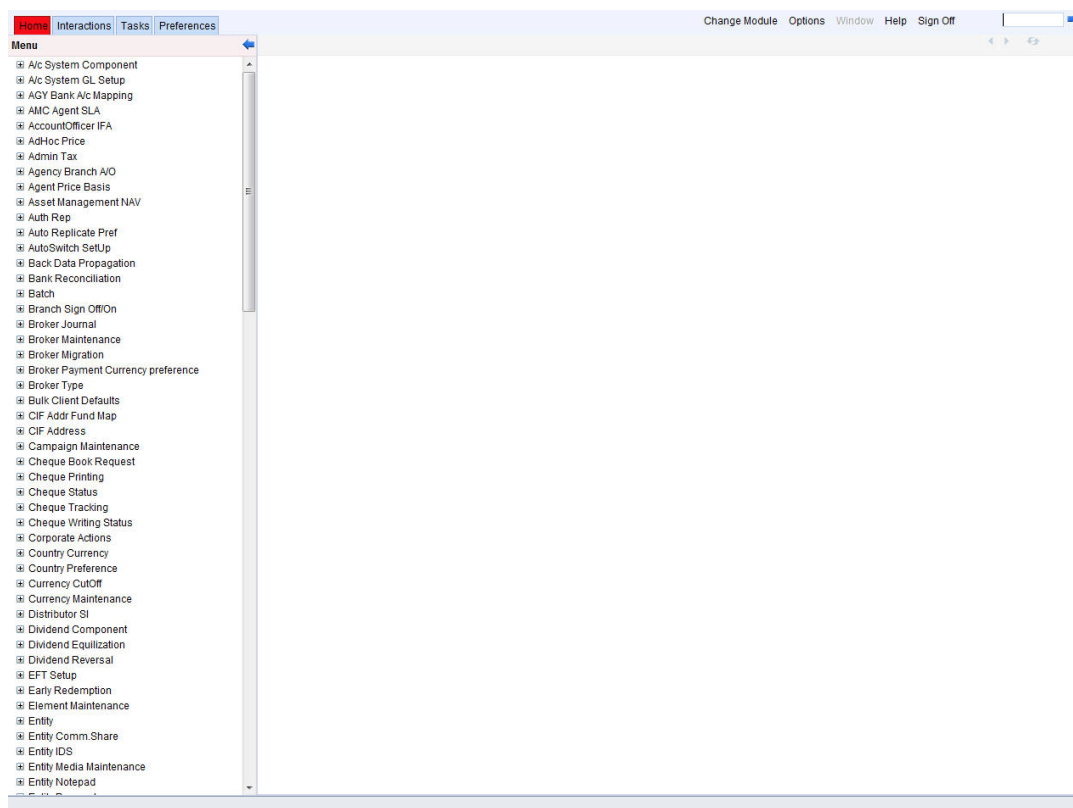 Home Interactions Tasks Preferences Change Module Options Window Help Sign Off
Menu
A/c System Component
A/c System GL Setup
AGY Bank A/c Mapping
AMC Agent SLA
AccountOfficer IFA
AdHoc Price
Admin Tax
Agency Branch A/O
Agent Price Basis
Asset Management NAV
Auth Rep
Auto Replicate Pref
AutoSwitch SetUp
Back Data Propagation
Bank Reconciliation
Batch
Branch Sign Off/On
Broker Journal
Broker Maintenance
Broker Migration
Broker Payment Currency preference
Broker Type
Bulk Client Defaults
CIF Addr Fund Map
CIF Address
Campaign Maintenance
Cheque Book Request
Cheque Printing
Cheque Status
Cheque Tracking
Cheque Writing Status
Corporate Actions
Country Currency
Country Preference
Currency CutOff
Currency Maintenance
Distributor SI
Dividend Component
Dividend Equilization
Dividend Reversal
EFT Setup
Early Redemption
Element Maintenance
Entity
Entity Comm.Share
Entity IDS
Entity Media Maintenance
Entity Notepad